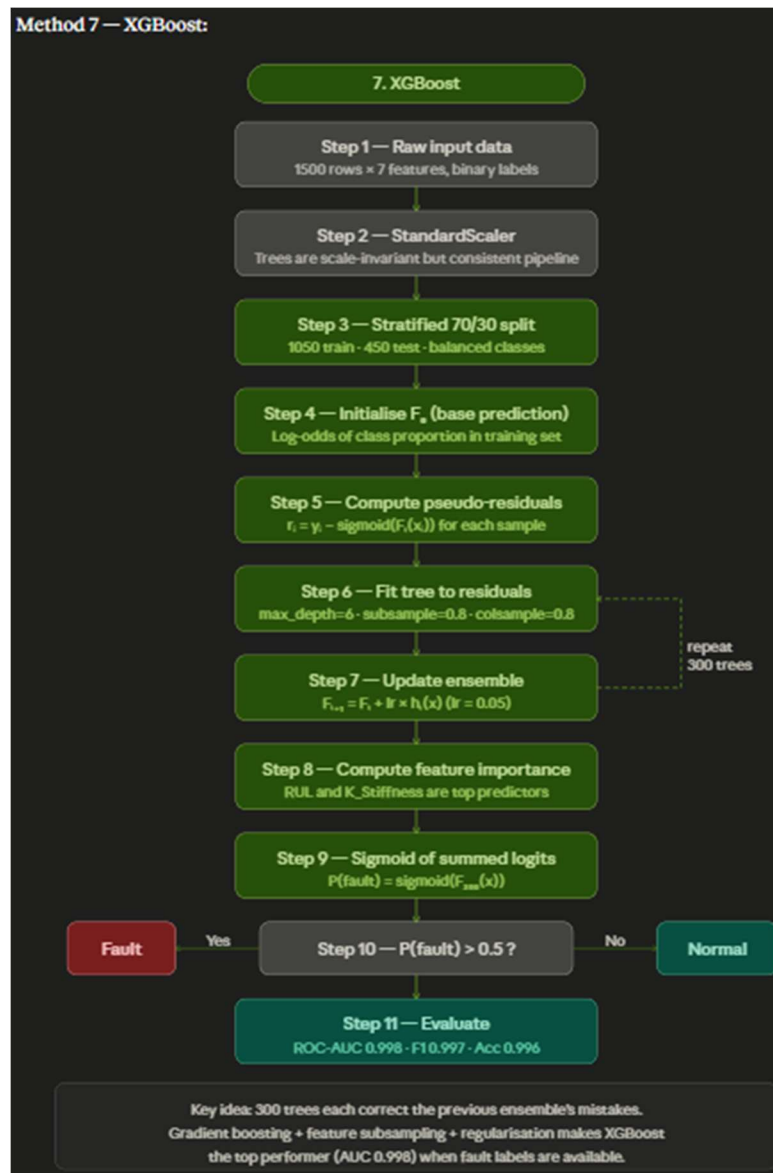 Method 7 — XGBoost:
7. XGBoost
Step 1 — Raw input data
1500 rows × 7 features, binary labels
Step 2 — StandardScaler
Trees are scale-invariant but consistent pipeline
Step 3 — Stratified 70/30 split
1050 train · 450 test · balanced classes
Step 4 — Initialise F₀ (base prediction)
Log-odds of class proportion in training set
Step 5 — Compute pseudo-residuals
rᵢ = yᵢ − sigmoid(Fₜ(xᵢ)) for each sample
Step 6 — Fit tree to residuals
max_depth=6 · subsample=0.8 · colsample=0.8
repeat
300 trees
Step 7 — Update ensemble
Fₜ₊₁ = Fₜ + lr × hₜ(x) (lr = 0.05)
Step 8 — Compute feature importance
RUL and K_Stiffness are top predictors
Step 9 — Sigmoid of summed logits
P(fault) = sigmoid(F₃₀₀(x))
Fault
Yes
Step 10 — P(fault) > 0.5 ?
No
Normal
Step 11 — Evaluate
ROC-AUC 0.998 · F1 0.997 · Acc 0.996
Key idea: 300 trees each correct the previous ensemble's mistakes.
Gradient boosting + feature subsampling + regularisation makes XGBoost
the top performer (AUC 0.998) when fault labels are available.